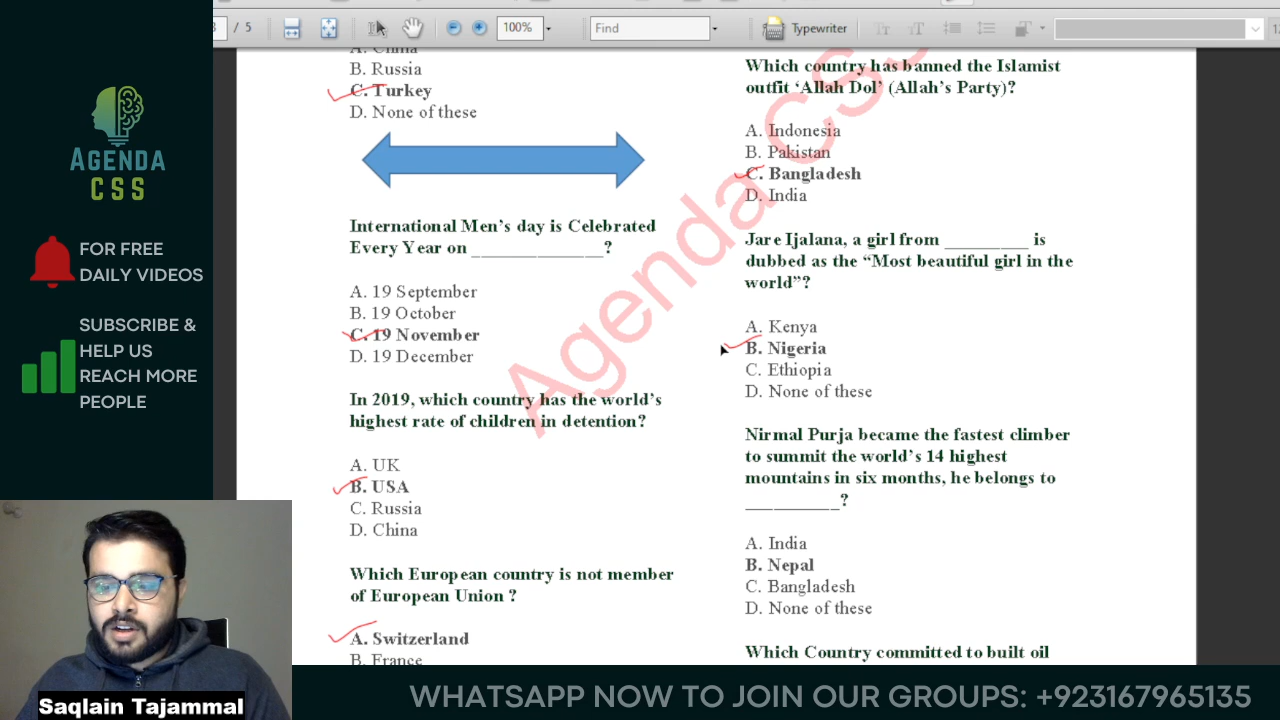 3 / 5
100%
Find
Typewriter
AGENDA
CSS
FOR FREE
DAILY VIDEOS
SUBSCRIBE &
HELP US
REACH MORE
PEOPLE
A. China
B. Russia
C. Turkey
D. None of these
International Men's day is Celebrated
Every Year on _______________?
A. 19 September
B. 19 October
C. 19 November
D. 19 December
In 2019, which country has the world's
highest rate of children in detention?
A. UK
B. USA
C. Russia
D. China
Which European country is not member
of European Union ?
A. Switzerland
B. France
Which country has banned the Islamist
outfit ‘Allah Dol’ (Allah’s Party)?
A. Indonesia
B. Pakistan
C. Bangladesh
D. India
Jare Ijalana, a girl from _________ is
dubbed as the “Most beautiful girl in the
world”?
A. Kenya
B. Nigeria
C. Ethiopia
D. None of these
Nirmal Purja became the fastest climber
to summit the world’s 14 highest
mountains in six months, he belongs to
__________?
A. India
B. Nepal
C. Bangladesh
D. None of these
Which Country committed to built oil
Agenda CSS
Saqlain Tajammal
WHATSAPP NOW TO JOIN OUR GROUPS: +923167965135